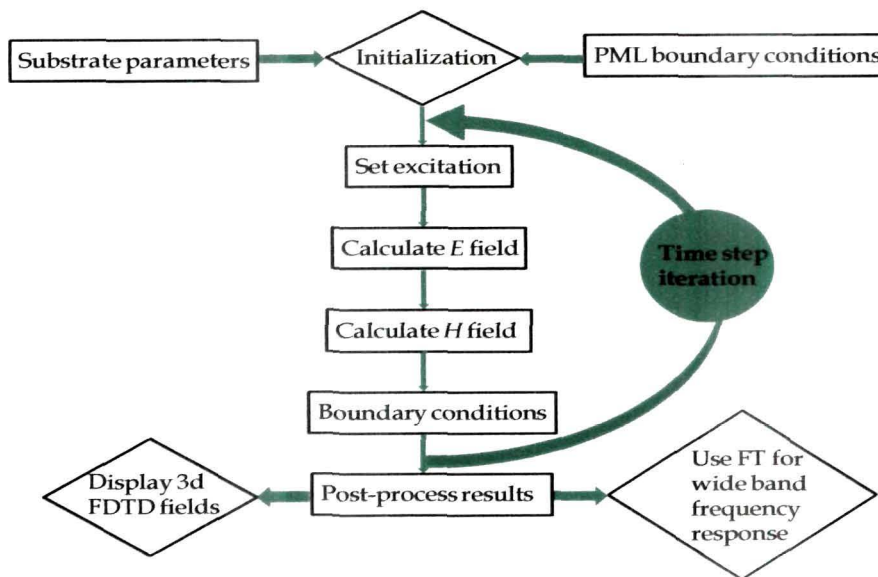 Substrate parameters
Initialization
PML boundary conditions
Set excitation
Calculate E field
Time step
iteration
Calculate H field
Boundary conditions
Display 3d
FDTD fields
Post-process results
Use FT for
wide band
frequency
response